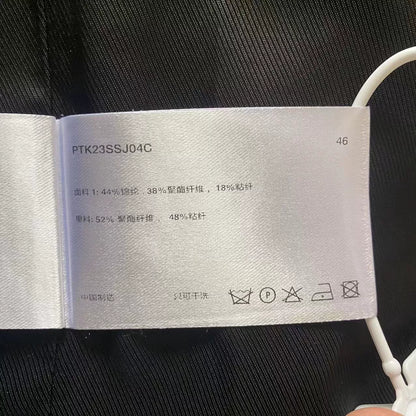 PTK23SSJ04C 46
面料 1: 44%锦纶, 38%聚酯纤维, 18%粘纤
里料: 52% 聚酯纤维、 48%粘纤
中国制造 只可干洗